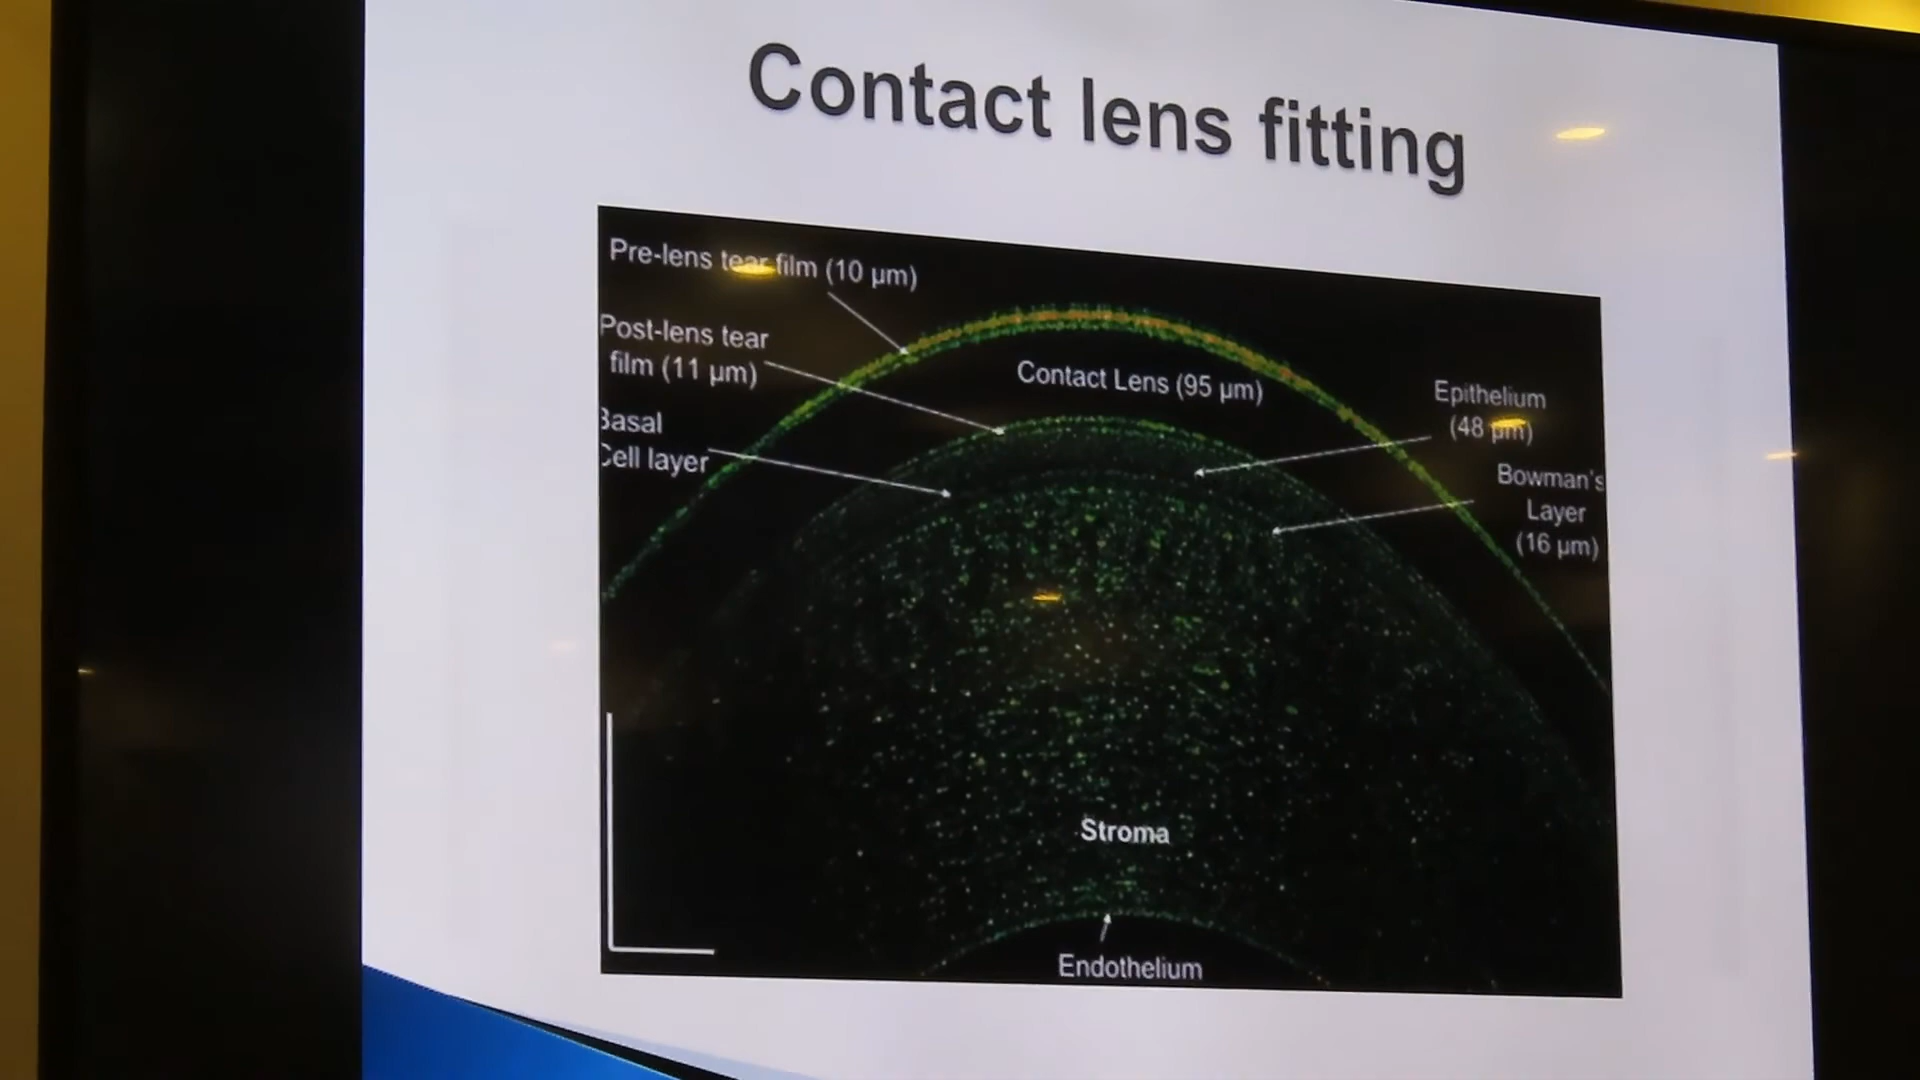 Contact lens fitting
Pre-lens tear film (10 µm)
Post-lens tear
film (11 µm)
Basal
Cell layer
Contact Lens (95 µm)
Epithelium
(48 µm)
Bowman's
Layer
(16 µm)
Stroma
Endothelium